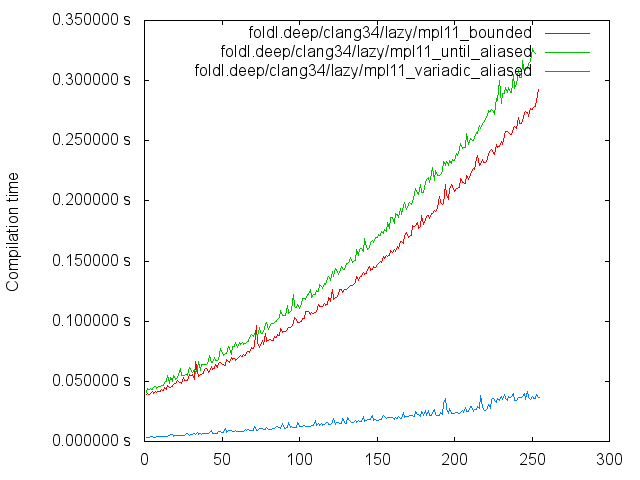 0.350000 s
0.300000 s
0.250000 s
0.200000 s
0.150000 s
0.100000 s
0.050000 s
0.000000 s
Compilation time
foldl.deep/clang34/lazy/mpl11_bounded
foldl.deep/clang34/lazy/mpl11_until_aliased
foldl.deep/clang34/lazy/mpl11_variadic_aliased
0
50
100
150
200
250
300